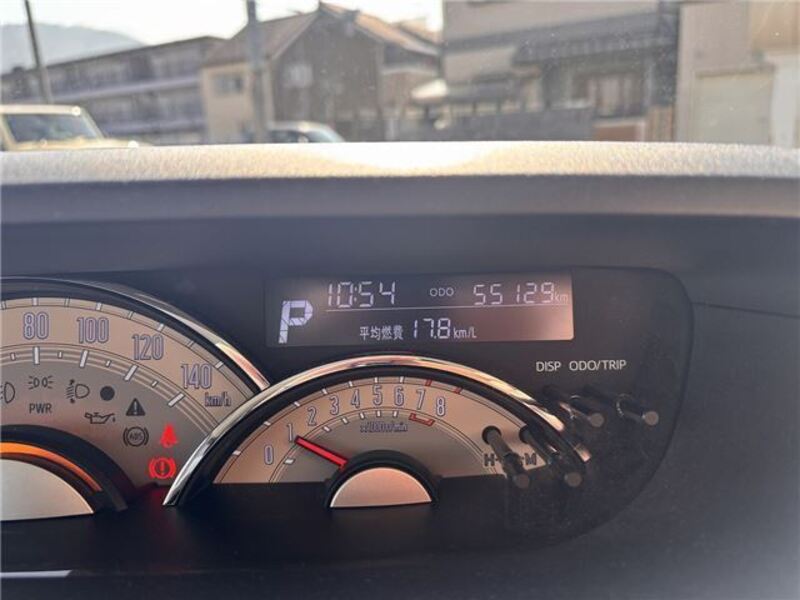 10:54 ODO 55129km
P
平均燃費 17.8km/L
DISP ODO/TRIP
80 100 120 140
km/h
PWR
ABS
0 1 2 3 4 5 6 7 8
x1000r/min
H M